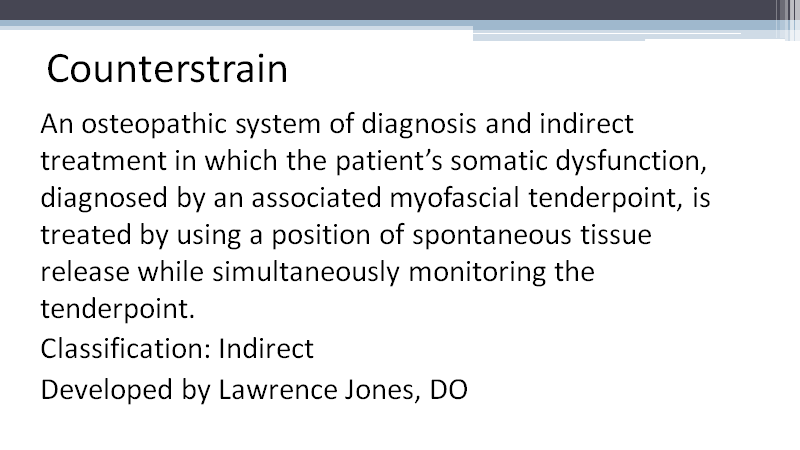 Counterstrain
An osteopathic system of diagnosis and indirect
treatment in which the patient’s somatic dysfunction,
diagnosed by an associated myofascial tenderpoint, is
treated by using a position of spontaneous tissue
release while simultaneously monitoring the
tenderpoint.
Classification: Indirect
Developed by Lawrence Jones, DO